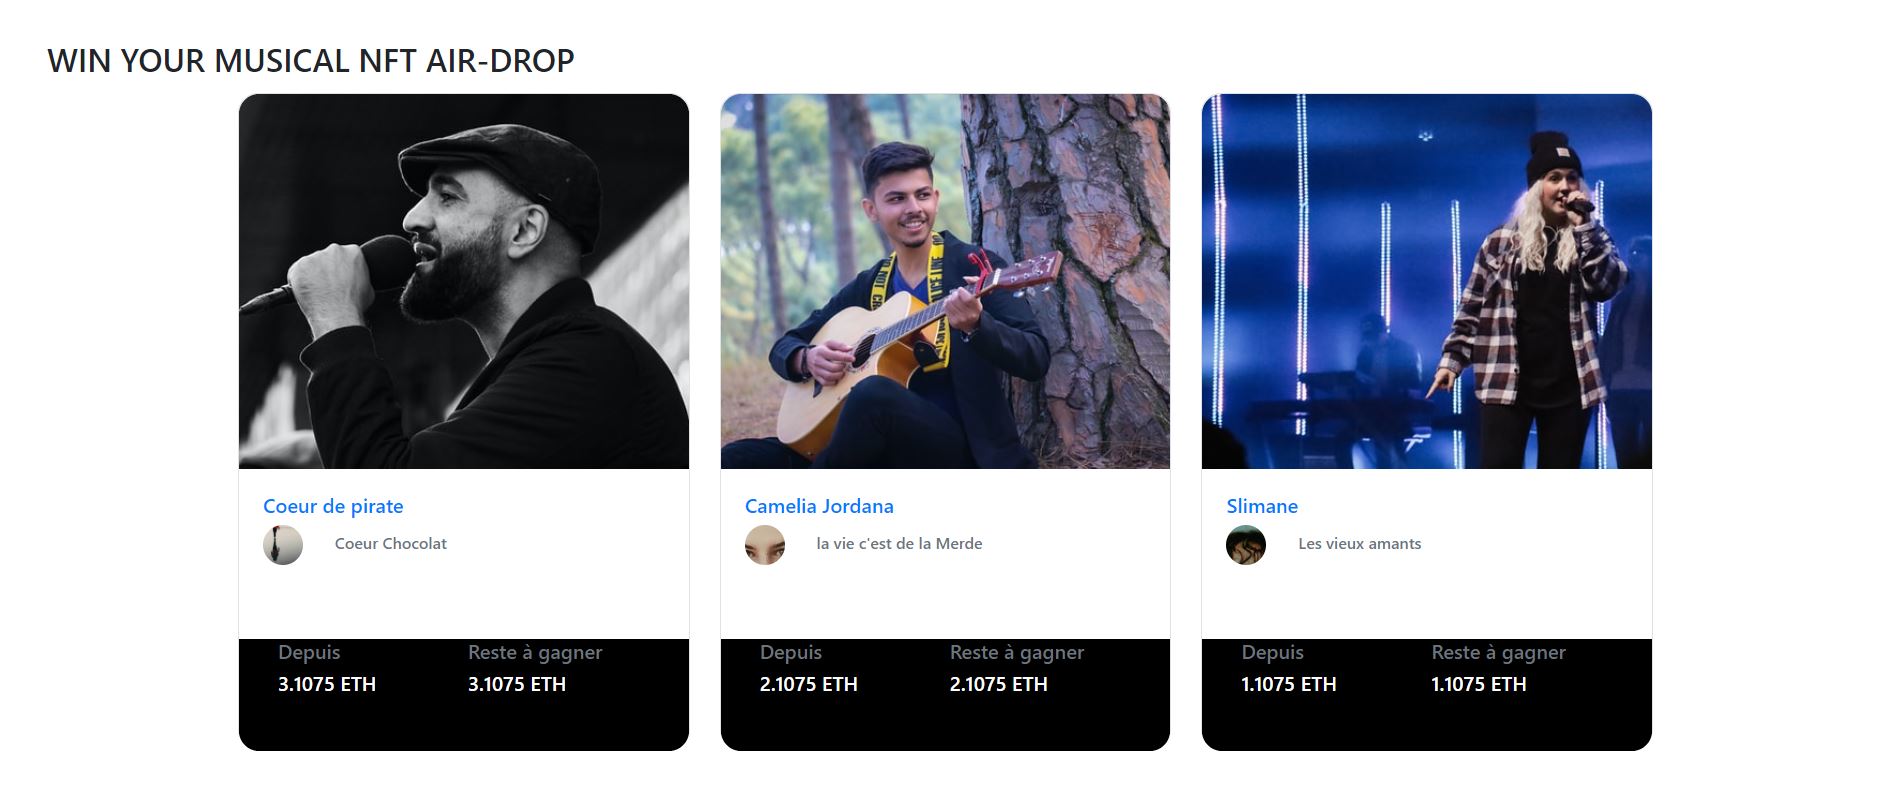 WIN YOUR MUSICAL NFT AIR-DROP
Coeur de pirate
Coeur Chocolat
Depuis
Reste à gagner
3.1075 ETH
3.1075 ETH
Camelia Jordana
la vie c'est de la Merde
Depuis
Reste à gagner
2.1075 ETH
2.1075 ETH
Slimane
Les vieux amants
Depuis
Reste à gagner
1.1075 ETH
1.1075 ETH